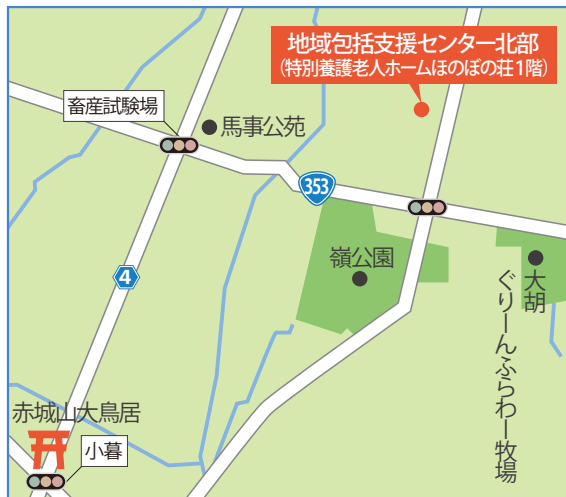 地域包括支援センター北部
(特別養護老人ホームほのぼの荘1階)
畜産試験場
馬事公苑
353
嶺公園
4
大胡
ぐりーんふらわー牧場
赤城山大鳥居
小暮